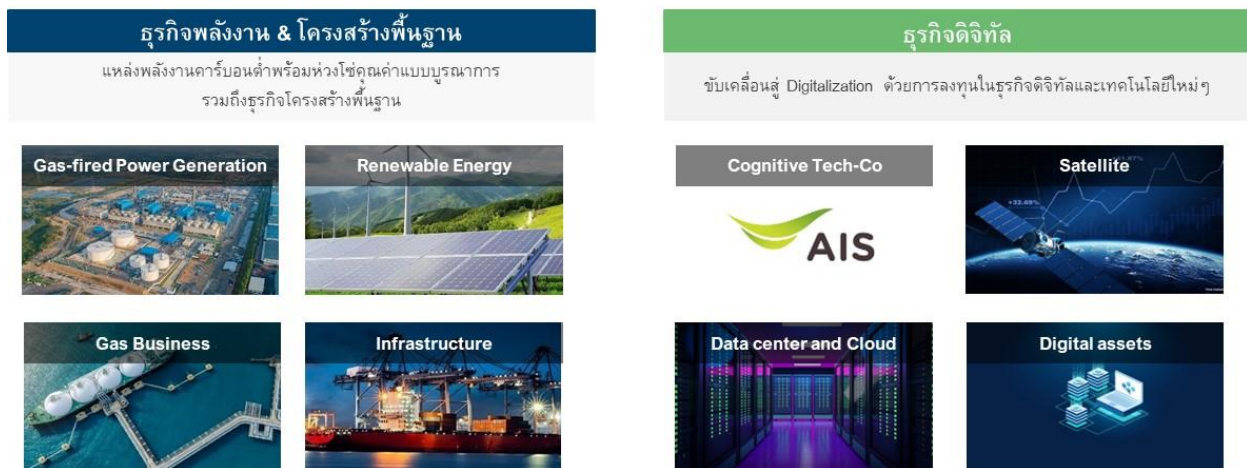 ธุรกิจพลังงาน & โครงสร้างพื้นฐาน
แหล่งพลังงานคาร์บอนต่ำพร้อมห่วงโซ่คุณค่าแบบบูรณาการ
รวมถึงธุรกิจโครงสร้างพื้นฐาน
Gas-fired Power Generation
Renewable Energy
Gas Business
Infrastructure
ธุรกิจดิจิทัล
ขับเคลื่อนสู่ Digitalization ด้วยการลงทุนในธุรกิจดิจิทัลและเทคโนโลยีใหม่ๆ
Cognitive Tech-Co
AIS
Satellite
+32.68%
Data center and Cloud
Digital assets